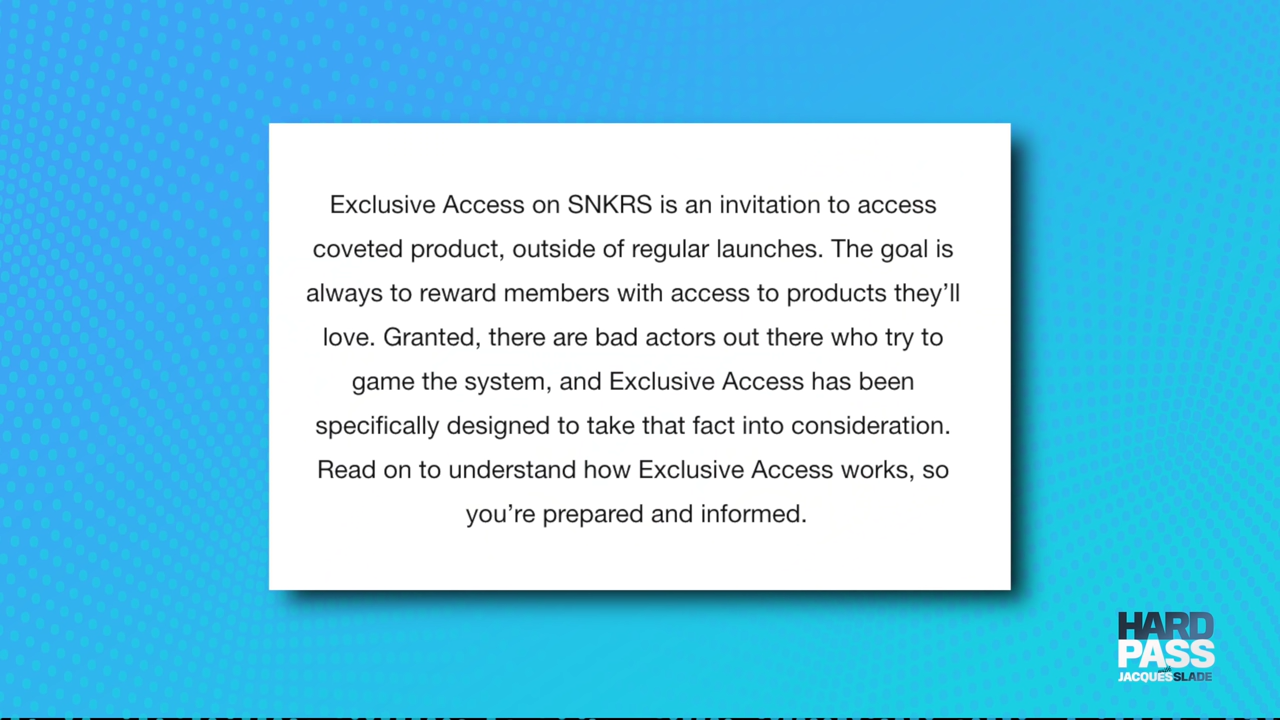 Exclusive Access on SNKRS is an invitation to access
coveted product, outside of regular launches. The goal is
always to reward members with access to products they’ll
love. Granted, there are bad actors out there who try to
game the system, and Exclusive Access has been
specifically designed to take that fact into consideration.
Read on to understand how Exclusive Access works, so
you’re prepared and informed.
HARD
PASS
with
JACQUES SLADE